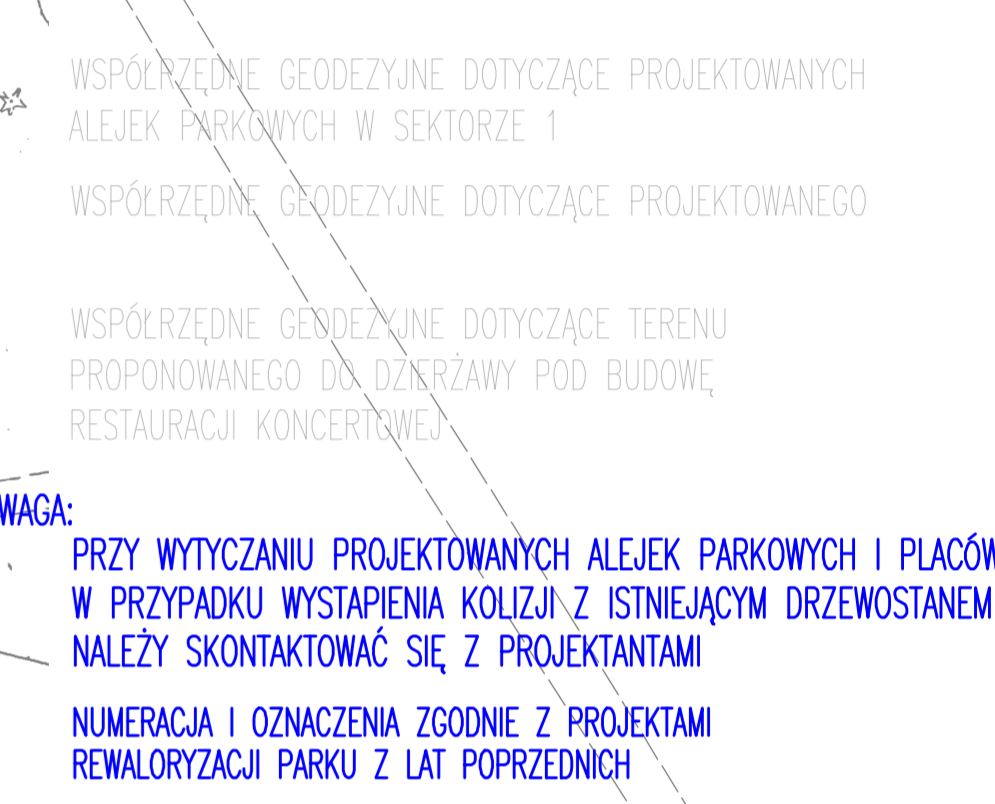 WSPÓŁRZĘDNE GEODEZYJNE DOTYCZĄCE PROJEKTOWANYCH
ALEJEK PARKOWYCH W SEKTORZE 1
WSPÓŁRZĘDNE GEODEZYJNE DOTYCZĄCE PROJEKTOWANEGO
WSPÓŁRZĘDNE GEODEZYJNE DOTYCZĄCE TERENU
PROPONOWANEGO DO DZIERŻAWY POD BUDOWĘ
RESTAURACJI KONCERTOWEJ
WAGA:
PRZY WYTYCZANIU PROJEKTOWANYCH ALEJEK PARKOWYCH I PLACÓW
W PRZYPADKU WYSTAPIENIA KOLIZJI Z ISTNIEJĄCYM DRZEWOSTANEM
NALEŻY SKONTAKTOWAĆ SIĘ Z PROJEKTANTAMI
NUMERACJA I OZNACZENIA ZGODNIE Z PROJEKTAMI
REWALORYZACJI PARKU Z LAT POPRZEDNICH